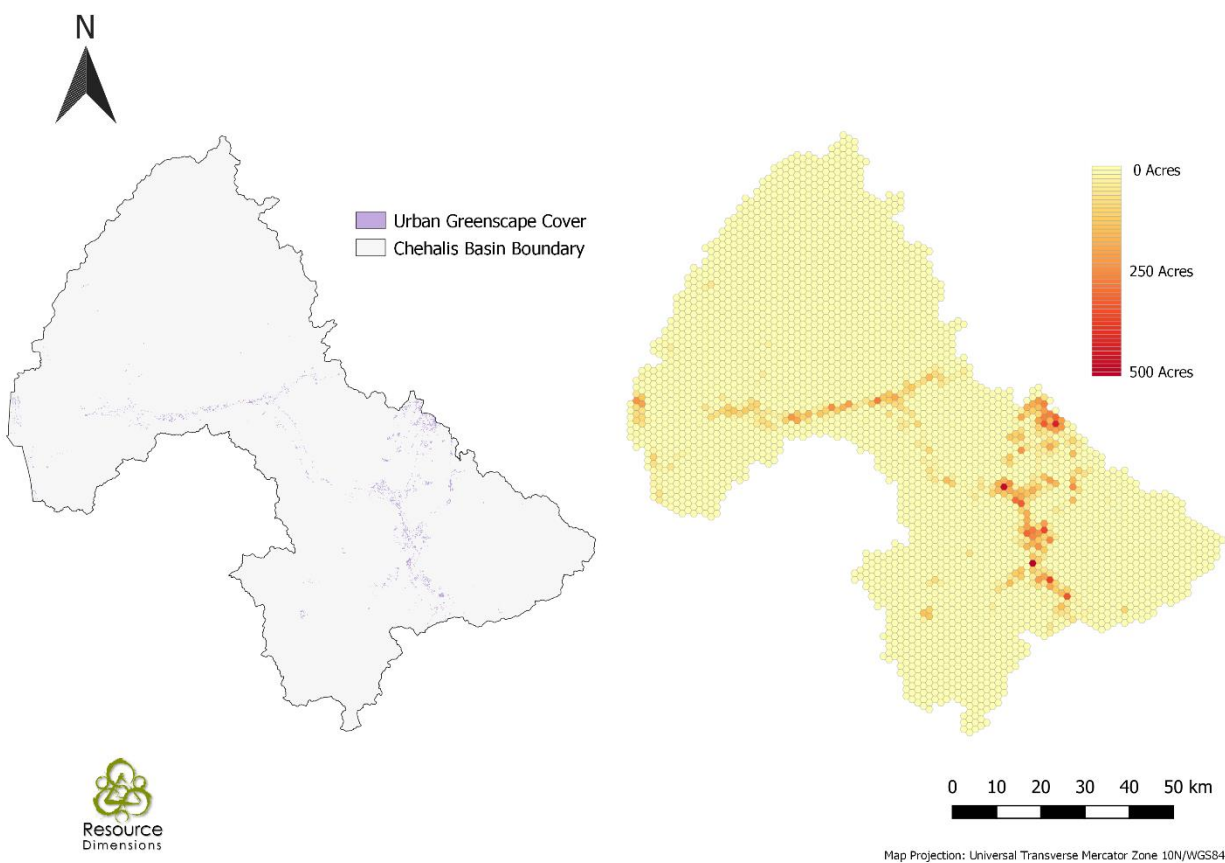 N
Urban Greenscape Cover
Chehalis Basin Boundary
0 Acres
250 Acres
500 Acres
Resource
Dimensions
0 10 20 30 40 50 km
Map Projection: Universal Transverse Mercator Zone 10N/WGS84